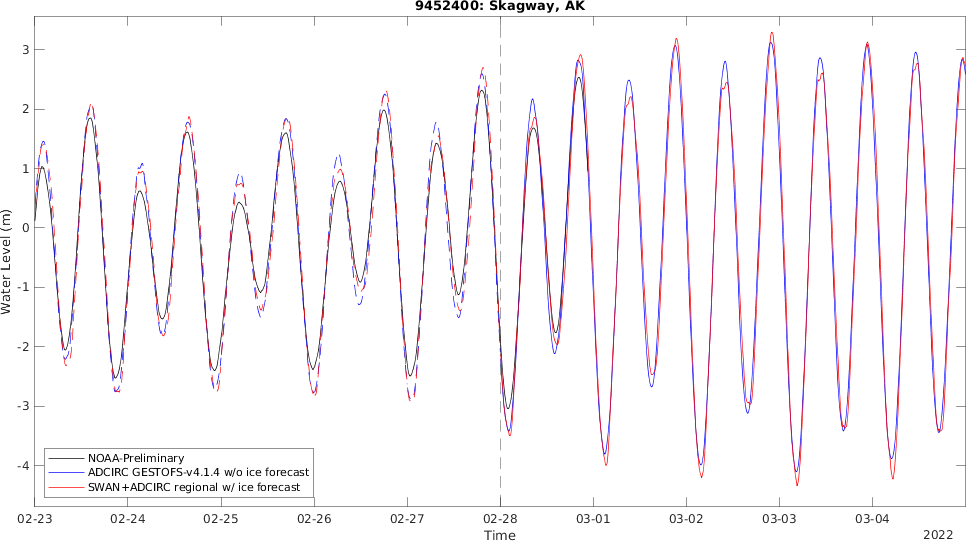 9452400: Skagway, AK
Water Level (m)
3
2
1
0
-1
-2
-3
-4
NOAA-Preliminary
ADCIRC GESTOFS-v4.1.4 w/o ice forecast
SWAN+ADCIRC regional w/ ice forecast
02-23 02-24 02-25 02-26 02-27 02-28 03-01 03-02 03-03 03-04
Time
2022